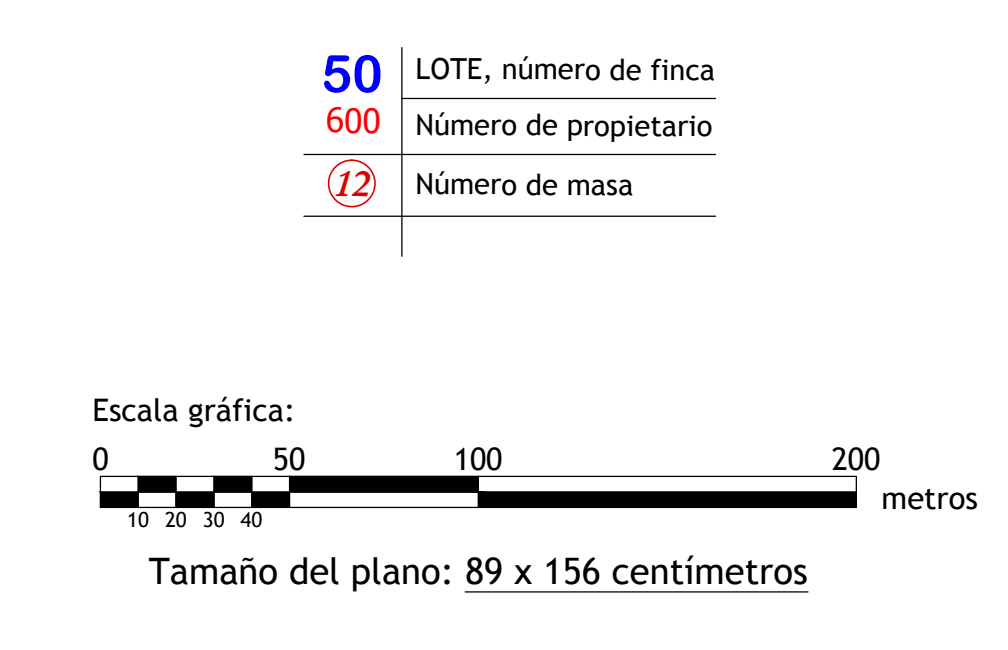 50 LOTE, número de finca
600 Número de propietario
12 Número de masa
Escala gráfica:
0 50 100 200
metros
10 20 30 40
Tamaño del plano: 89 x 156 centímetros